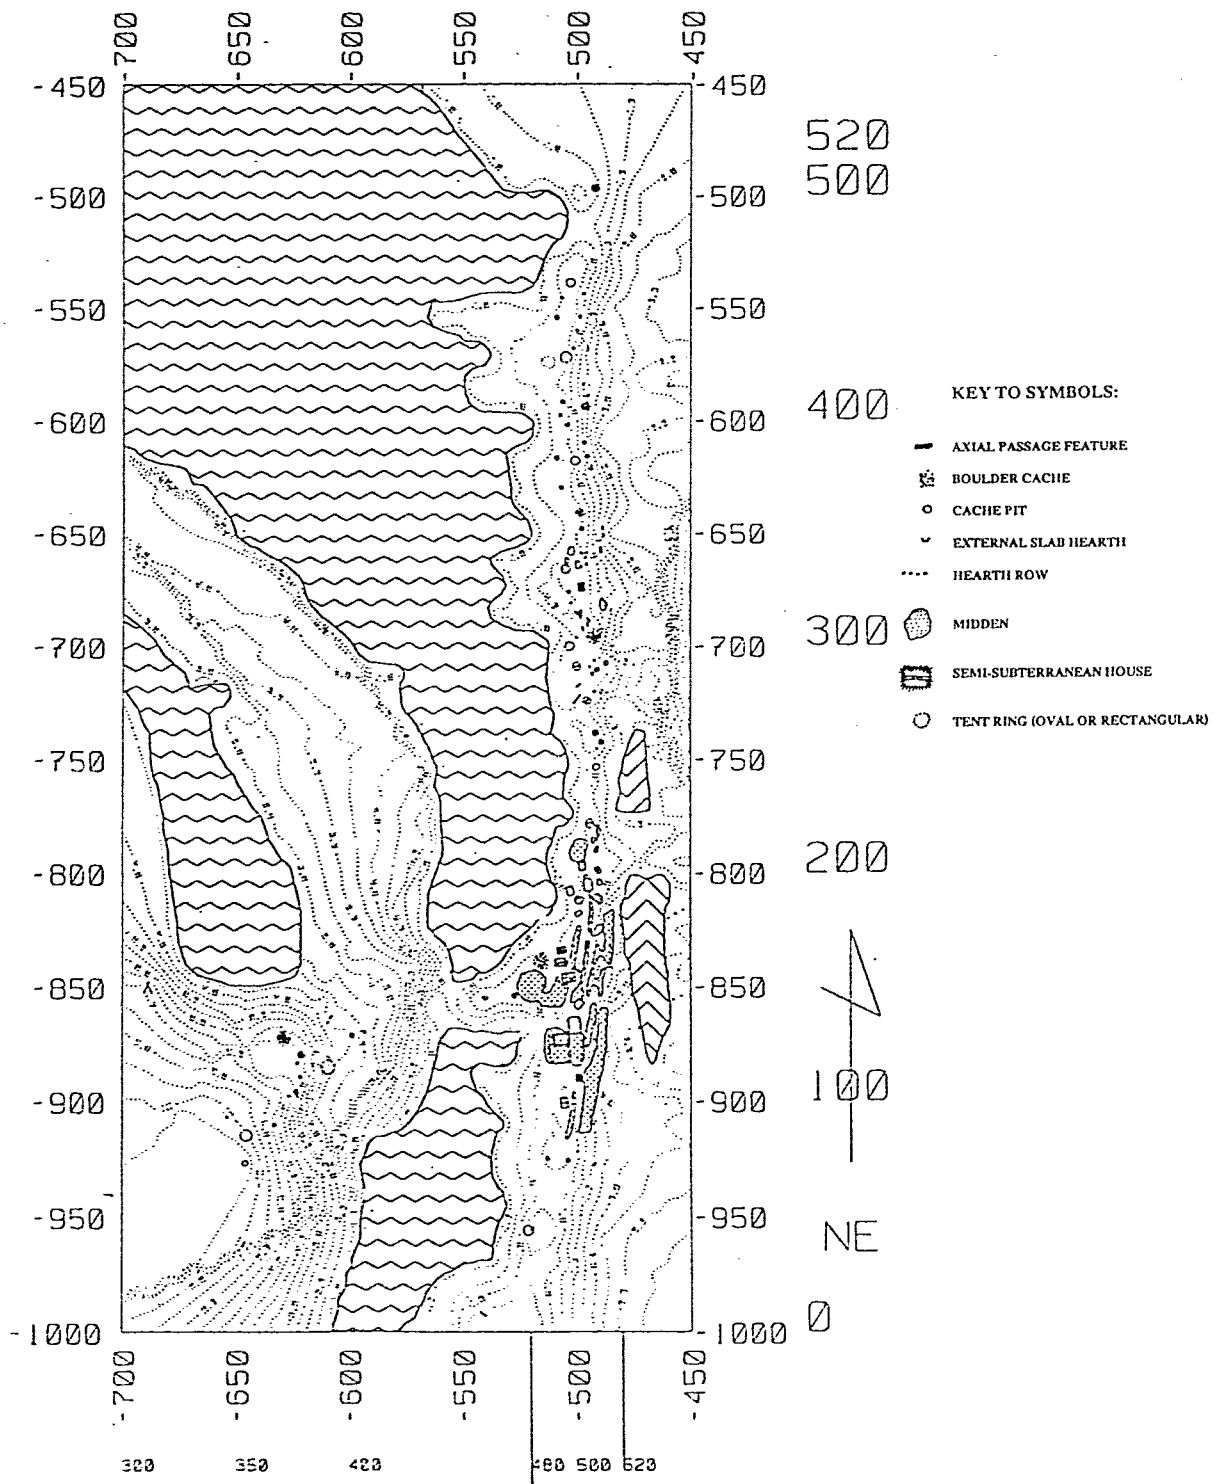 -700 -650 -600 -550 -500 -450
-450 -450
520
500
-500 -500
-550 -550
400
KEY TO SYMBOLS:
-600 -600
AXIAL PASSAGE FEATURE
BOULDER CACHE
CACHE PIT
-650 -650
EXTERNAL SLAB HEARTH
HEARTH ROW
300
MIDDEN
-700 -700
SEMI-SUBTERRANEAN HOUSE
TENT RING (OVAL OR RECTANGULAR)
-750 -750
200
-800 -800
-850 -850
100
-900 -900
-950 -950
NE
0
-1000 -1000
-700 -650 -600 -550 -500 -450
300 350 400 480 500 520